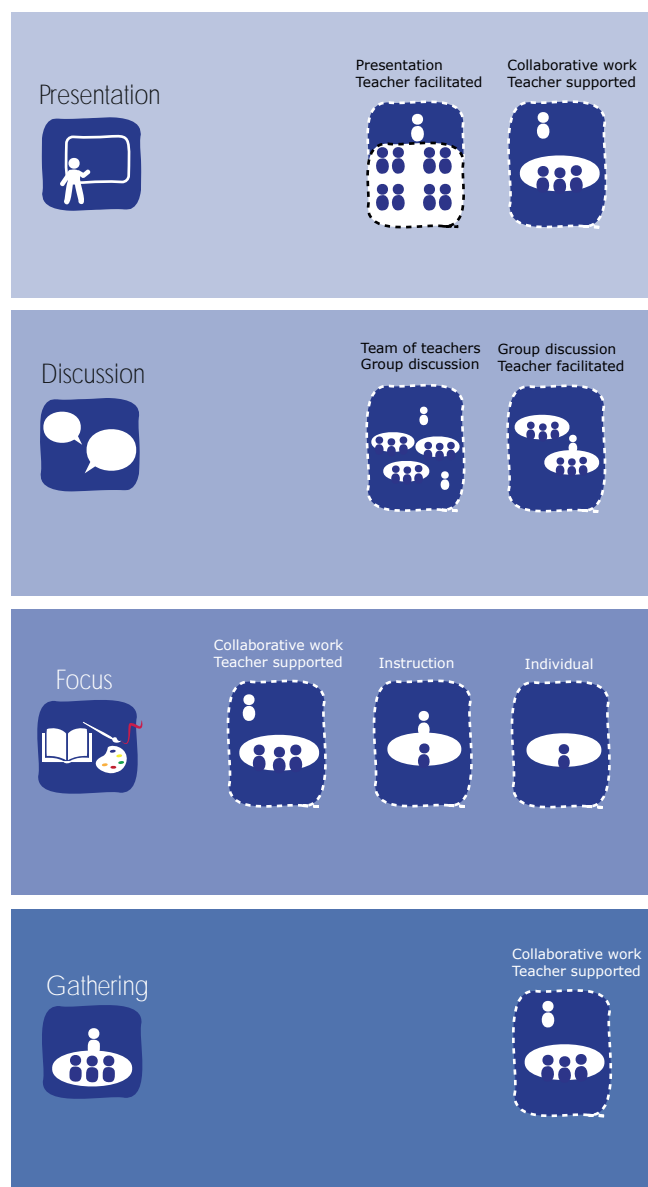 Presentation
Presentation
Teacher facilitated
Collaborative work
Teacher supported
Discussion
Team of teachers
Group discussion
Group discussion
Teacher facilitated
Focus
Collaborative work
Teacher supported
Instruction
Individual
Gathering
Collaborative work
Teacher supported